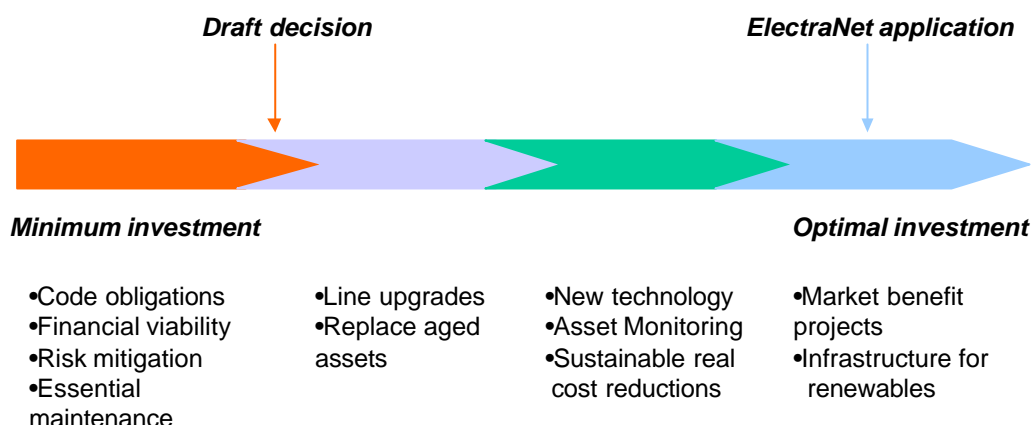 Draft decision
ElectraNet application
Minimum investment
Optimal investment
•Code obligations
•Financial viability
•Risk mitigation
•Essential
maintenance
•Line upgrades
•Replace aged
assets
•New technology
•Asset Monitoring
•Sustainable real
cost reductions
•Market benefit
projects
•Infrastructure for
renewables